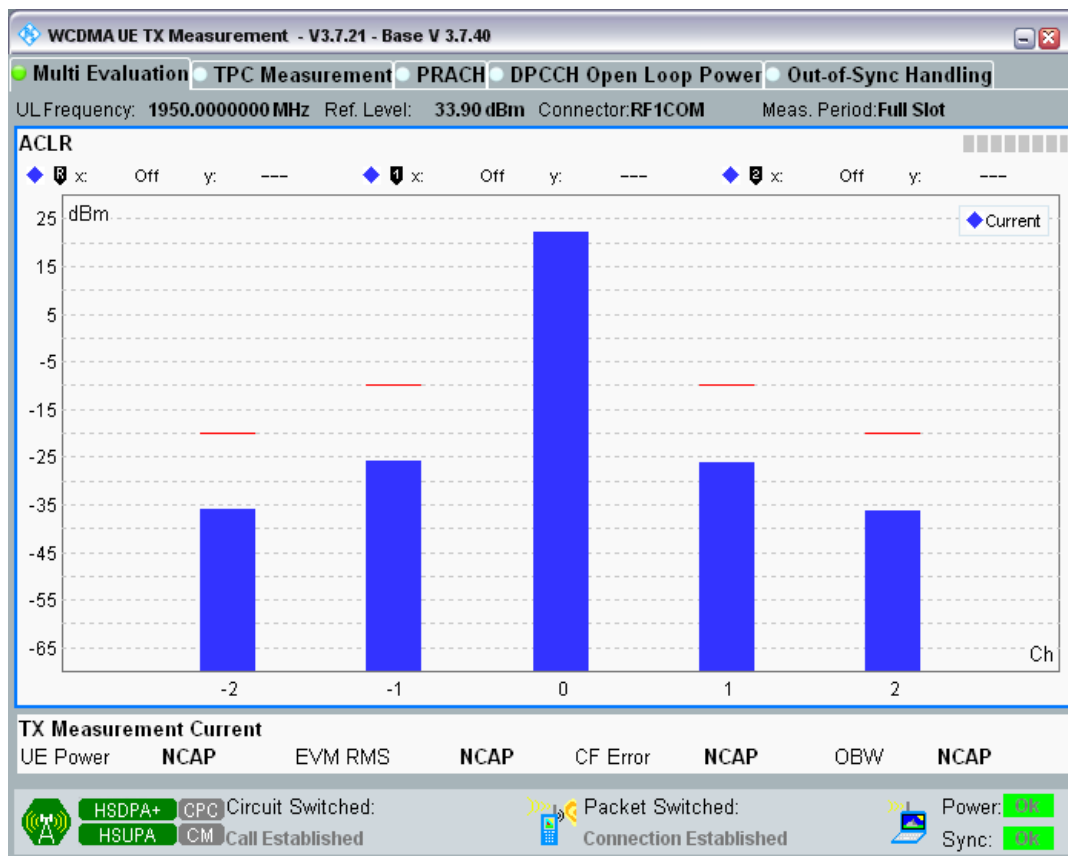 WCDMA UE TX Measurement - V3.7.21 - Base V 3.7.40
Multi Evaluation TPC Measurement PRACH DPCCH Open Loop Power Out-of-Sync Handling
UL Frequency: 1950.0000000 MHz Ref. Level: 33.90 dBm Connector:RF1COM Meas. Period:Full Slot
ACLR
R x: Off y: --- 1 x: Off y: --- 2 x: Off y: ---
dBm
Current
25
15
5
-5
-15
-25
-35
-45
-55
-65
Ch
-2 -1 0 1 2
TX Measurement Current
UE Power NCAP EVM RMS NCAP CF Error NCAP OBW NCAP
HSDPA+ CPC Circuit Switched: Packet Switched: Power: OK
HSUPA CM Call Established Connection Established Sync: OK